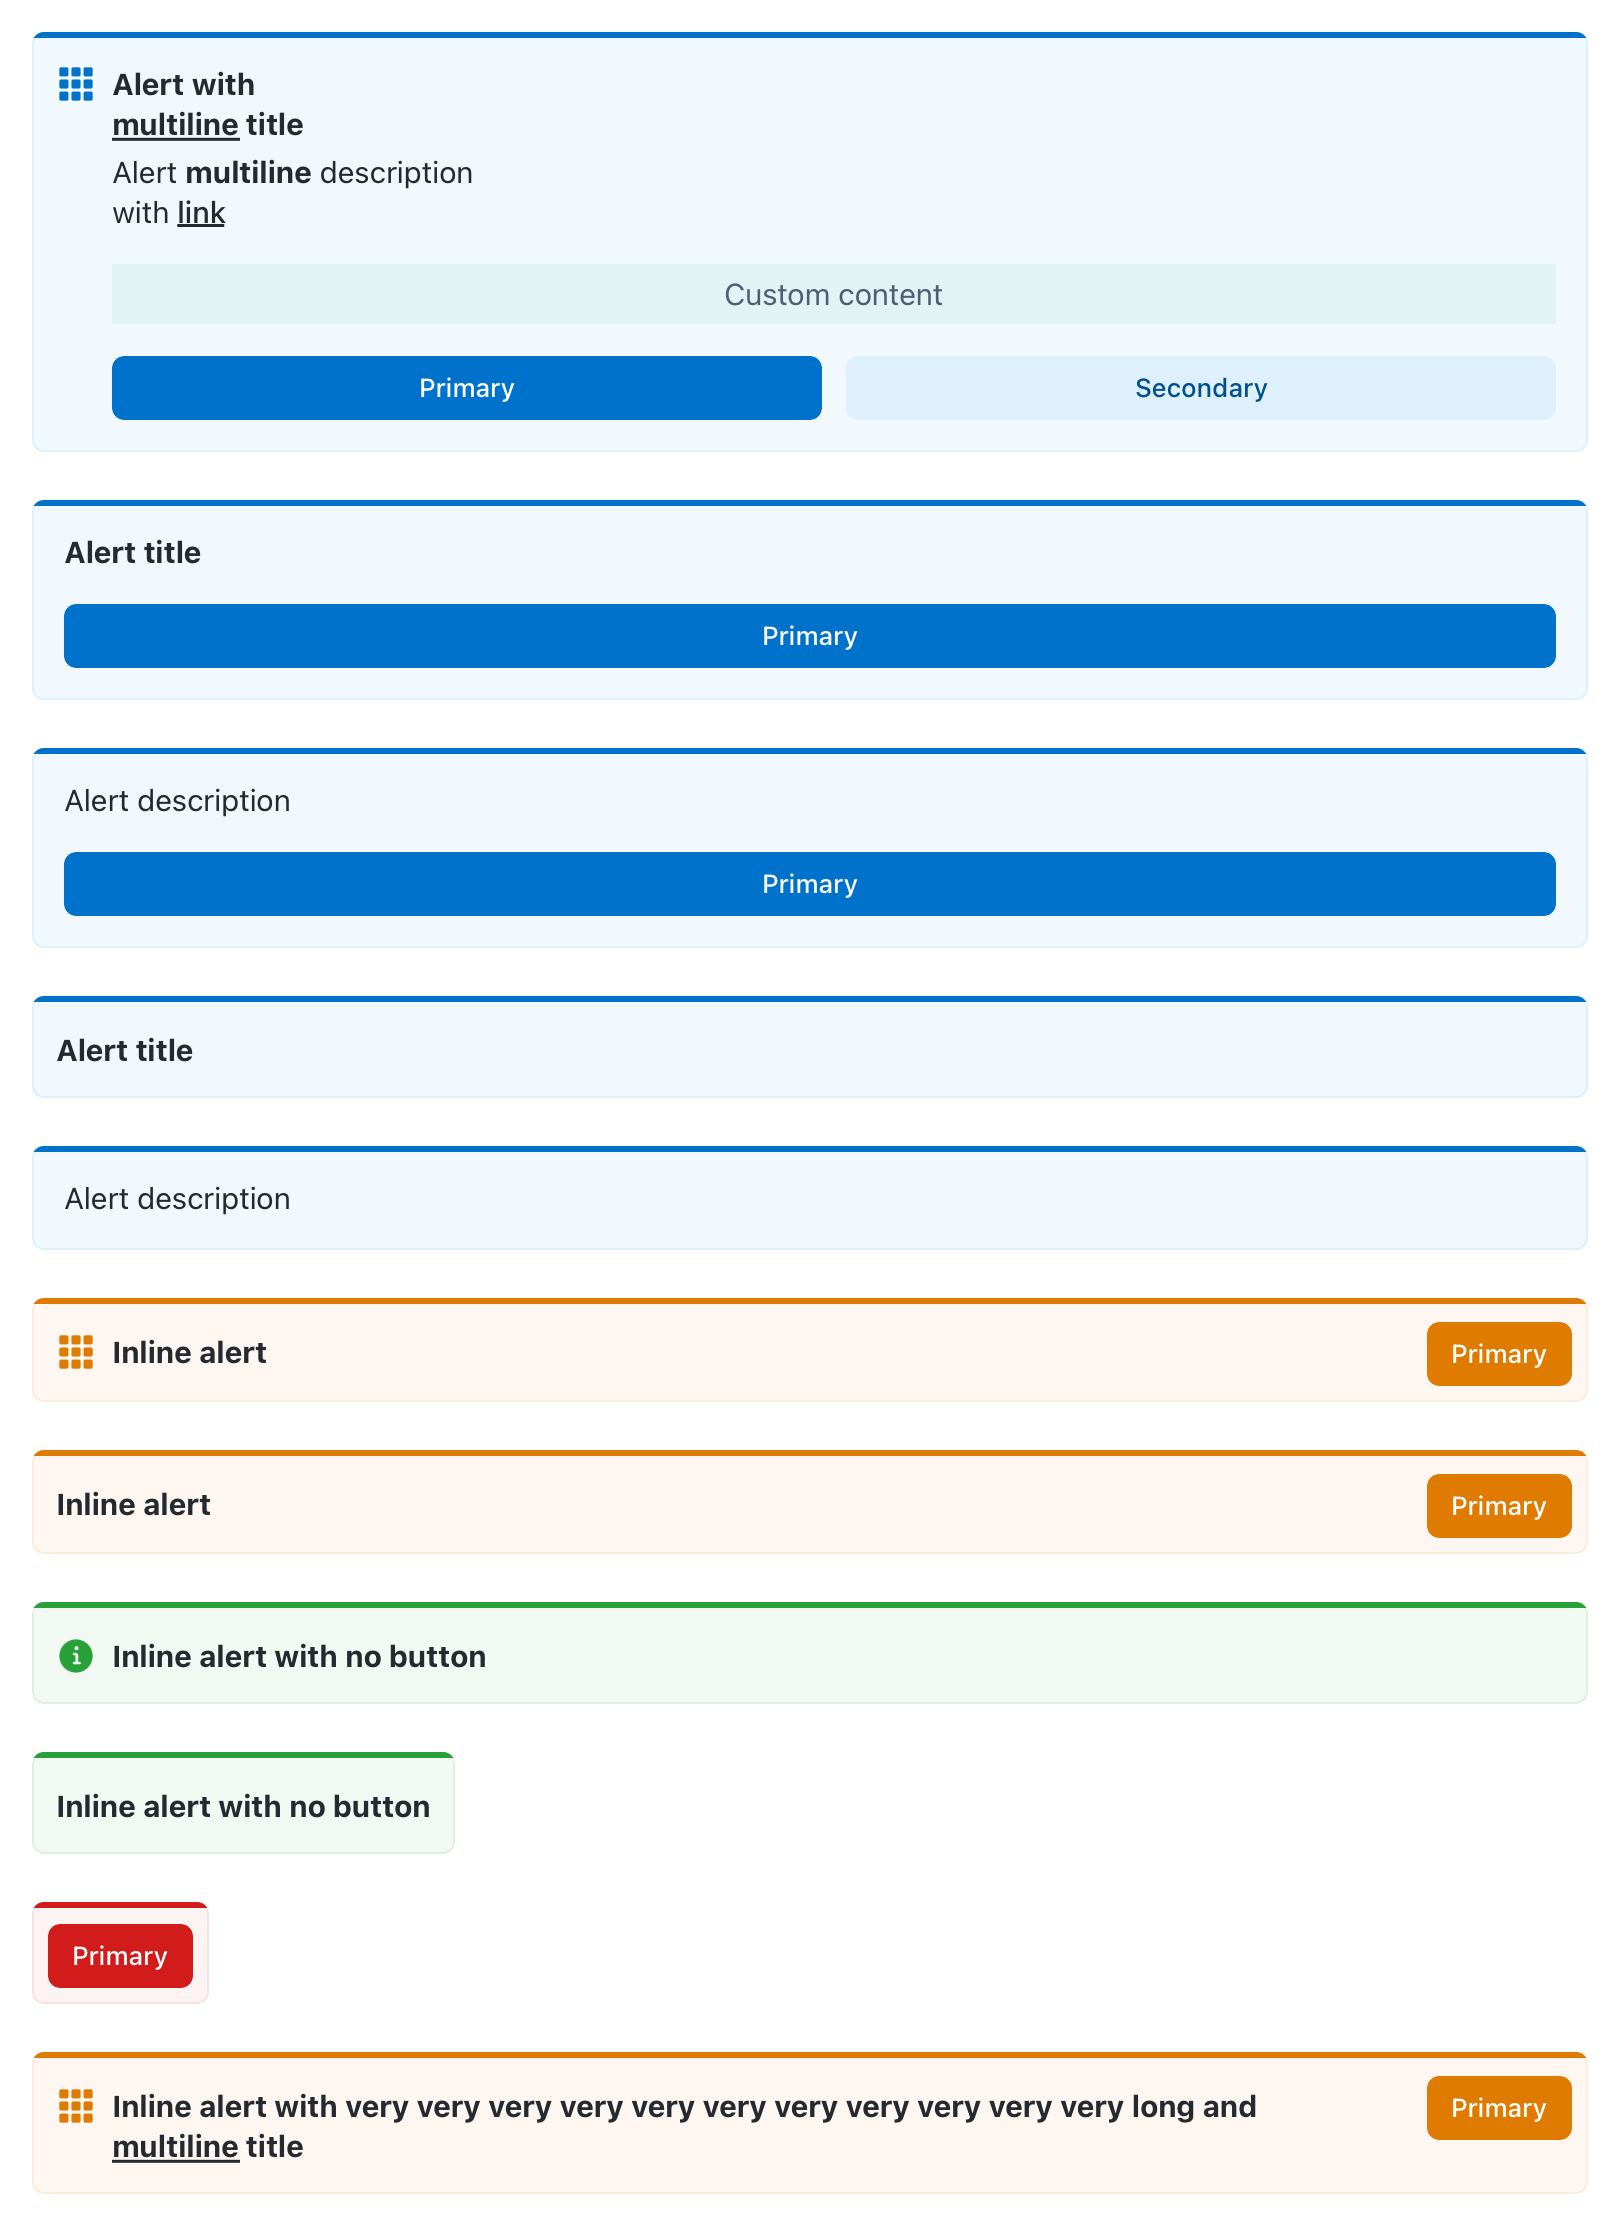 Alert with
multiline title
Alert multiline description
with link
Custom content
Primary
Secondary
Alert title
Primary
Alert description
Primary
Alert title
Alert description
Inline alert
Primary
Inline alert
Primary
Inline alert with no button
Inline alert with no button
Primary
Inline alert with very very very very very very very very very very very long and
multiline title
Primary